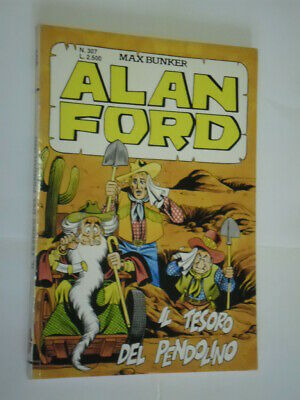 N. 307
L. 2.500
MAX BUNKER
ALAN
FORD
IL TESORO
DEL PENDOLINO